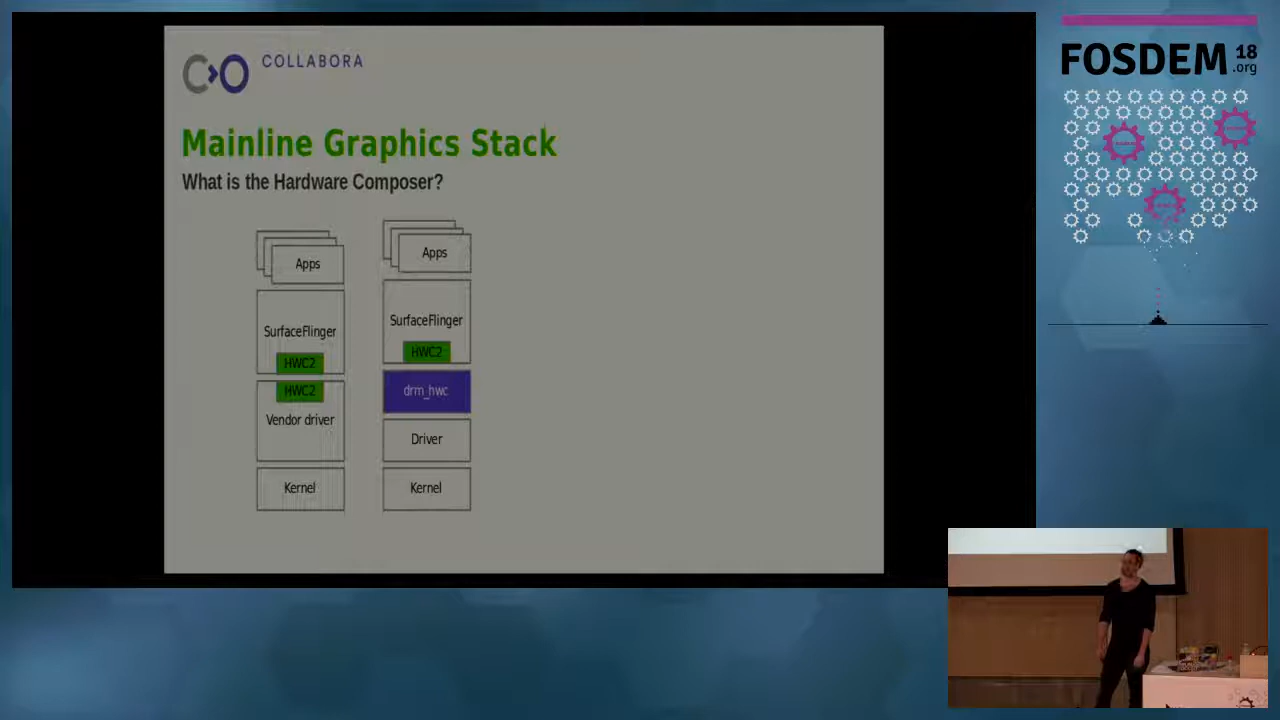 COLLABORA
Mainline Graphics Stack
What is the Hardware Composer?
Apps
SurfaceFlinger
HWC2
HWC2
Vendor driver
Kernel
Apps
SurfaceFlinger
HWC2
drm_hwc
Driver
Kernel
FOSDEM 18
.org